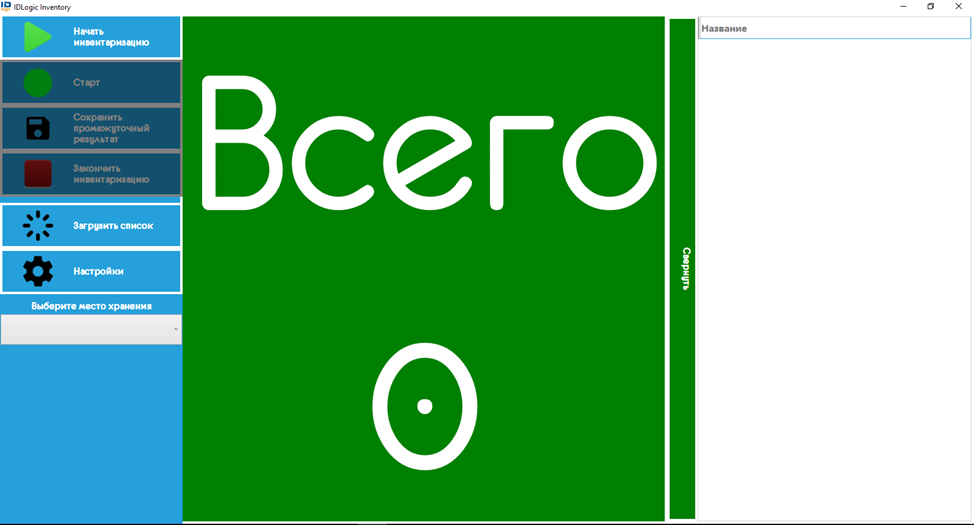 IDLogic Inventory
Начать
инвентаризацию
Старт
Сохранить
промежуточный
результат
Закончить
инвентаризацию
Загрузить список
Настройки
Выберите место хранения
Всего
0
Свернуть
Название